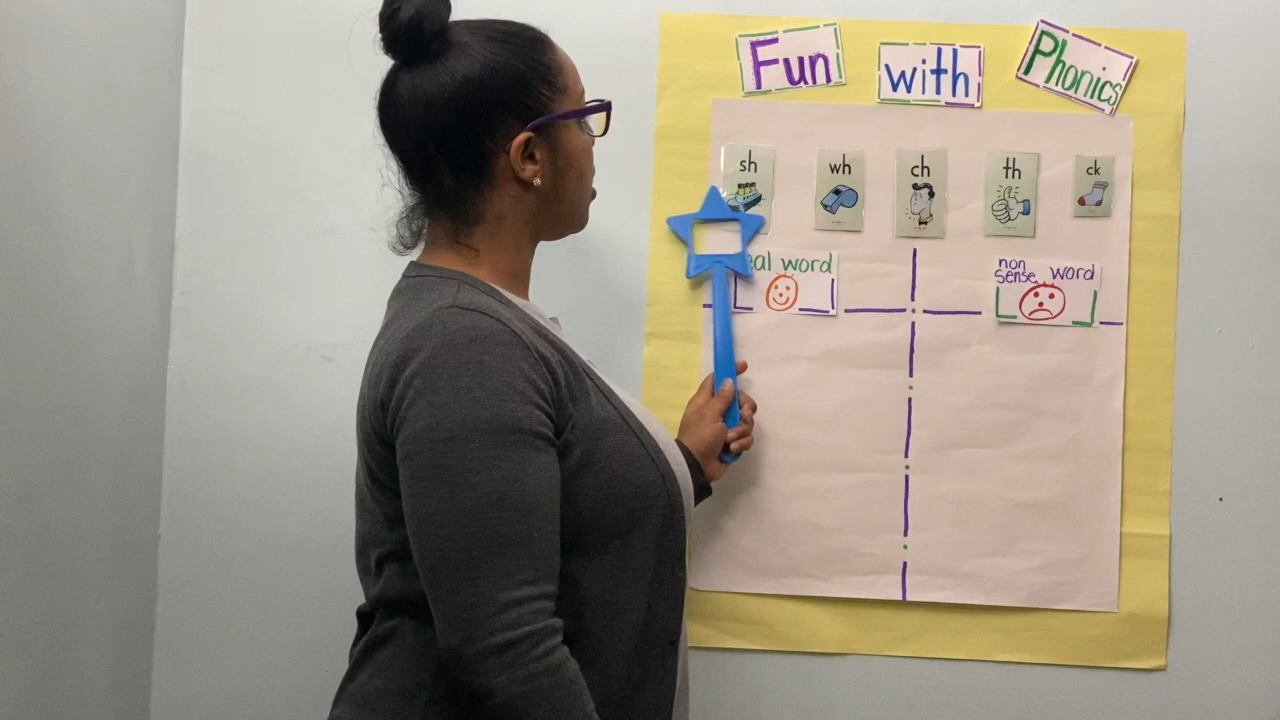 Fun with Phonics
sh wh ch th ck
eal word
non
sense word